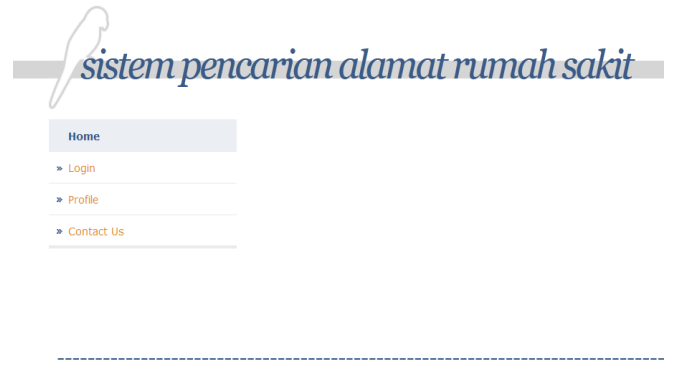 sistem pencarian alamat rumah sakit
Home
» Login
» Profile
» Contact Us